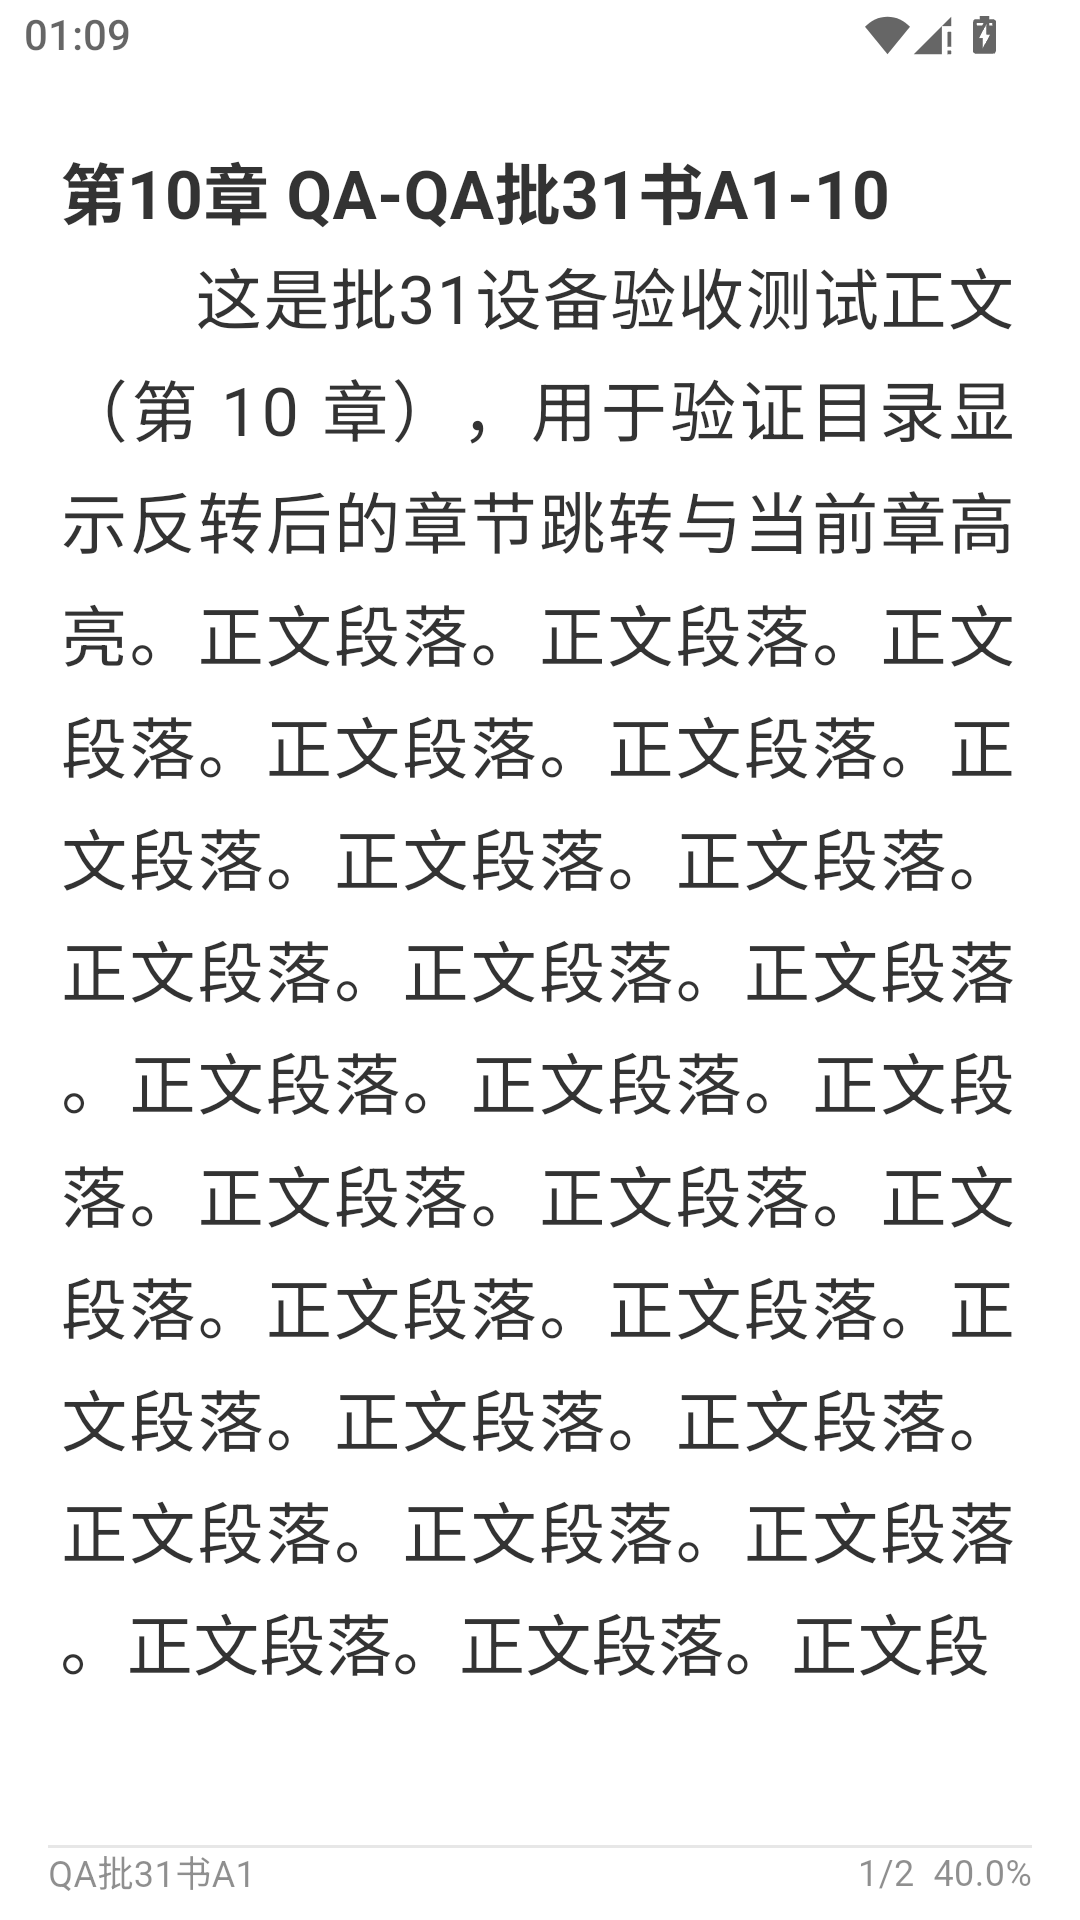 01:09
第10章 QA-QA批31书A1-10
这是批31设备验收测试正文
（第 10 章），用于验证目录显
示反转后的章节跳转与当前章高
亮。正文段落。正文段落。正文
段落。正文段落。正文段落。正
文段落。正文段落。正文段落。
正文段落。正文段落。正文段落
。正文段落。正文段落。正文段
落。正文段落。正文段落。正文
段落。正文段落。正文段落。正
文段落。正文段落。正文段落。
正文段落。正文段落。正文段落
。正文段落。正文段落。正文段
QA批31书A1
1/2 40.0%